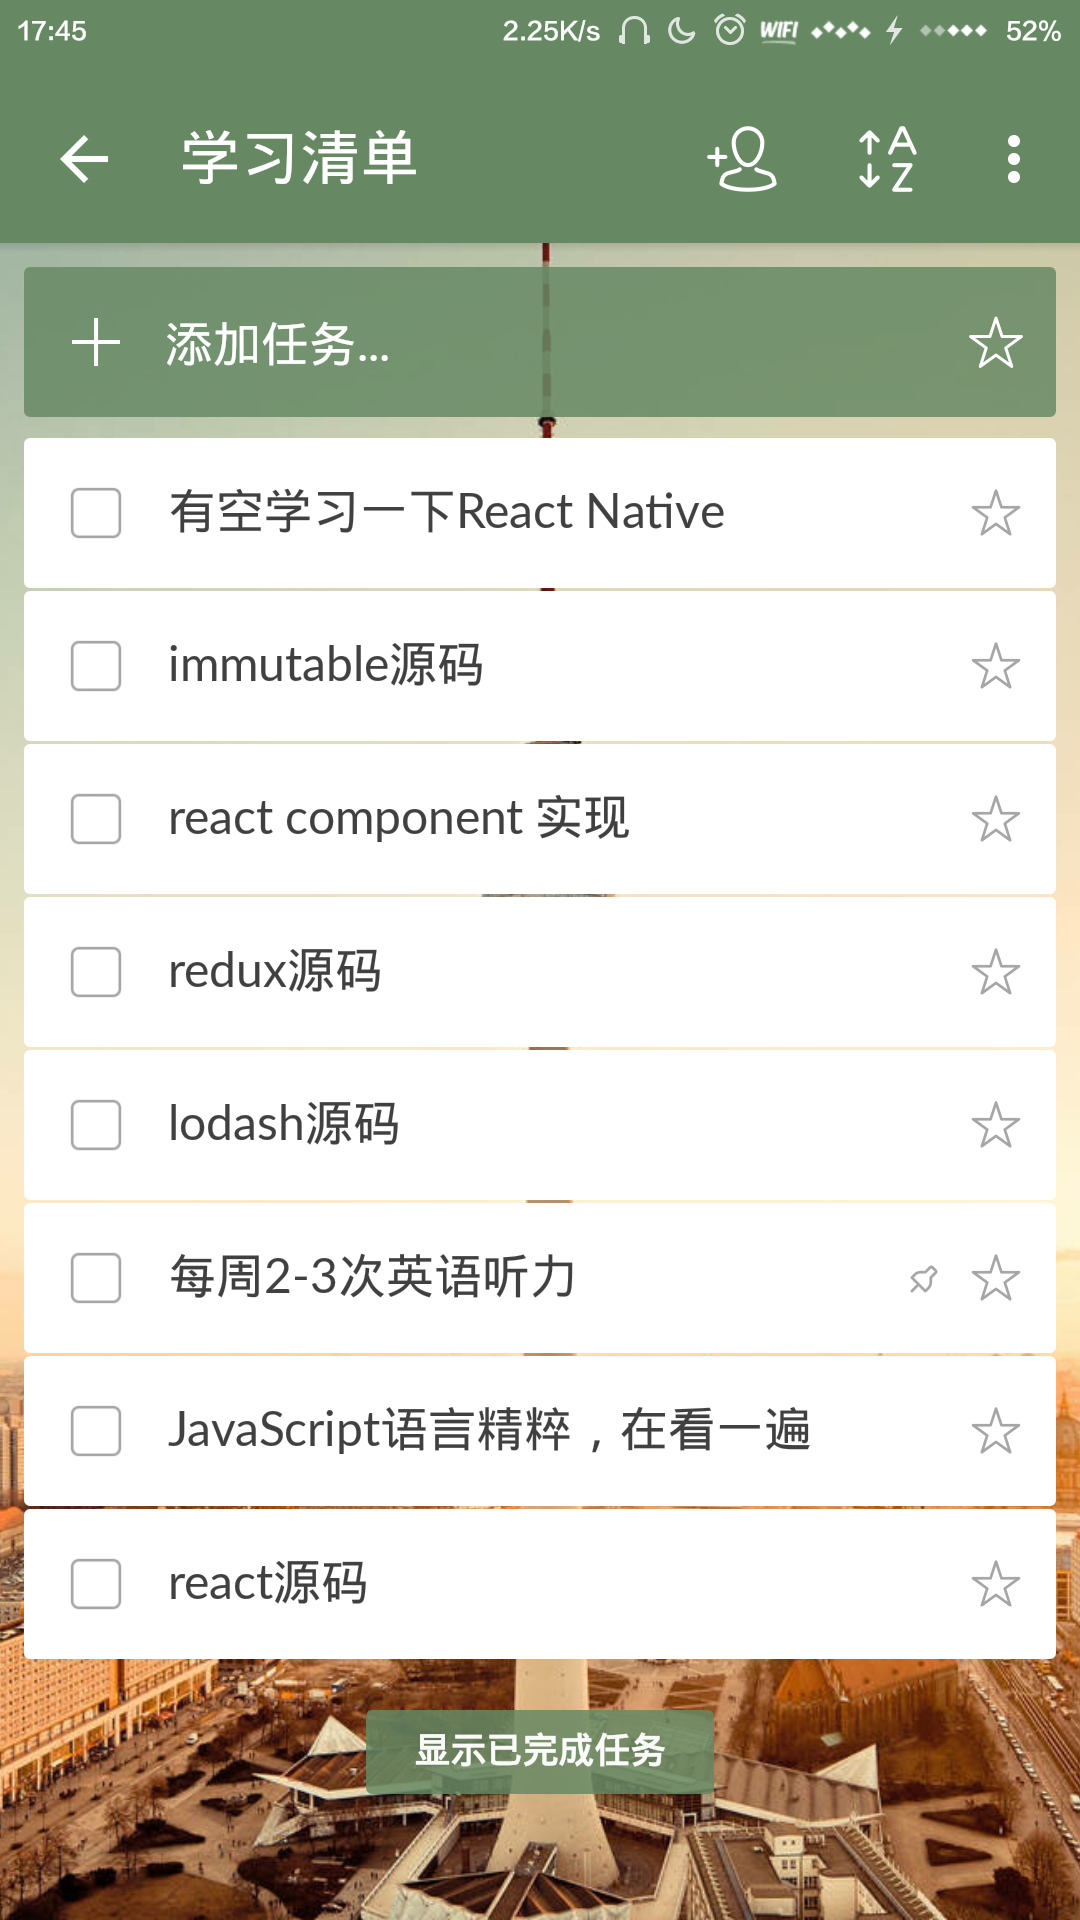 17:45 2.25K/s WIFI 52%
学习清单
A
Z
添加任务...
有空学习一下React Native
immutable源码
react component 实现
redux源码
lodash源码
每周2-3次英语听力
JavaScript语言精粹，在看一遍
react源码
显示已完成任务